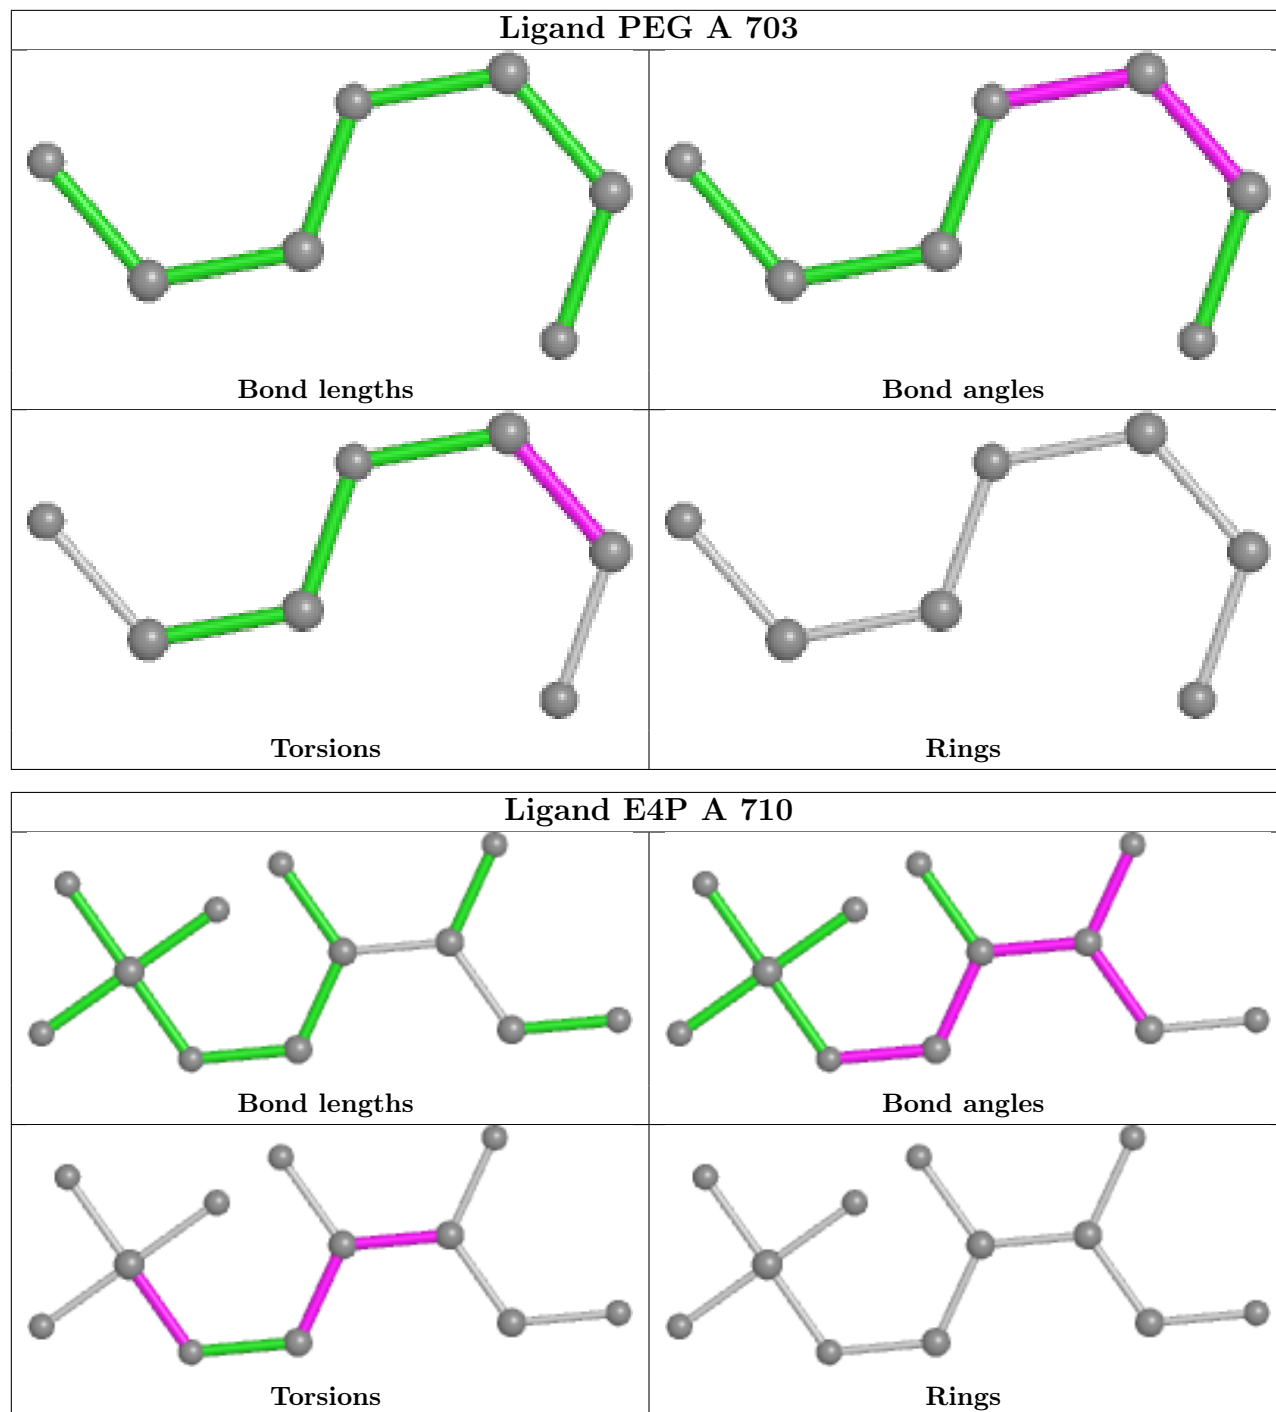 Ligand PEG A 703
Bond lengths
Bond angles
Torsions
Rings
Ligand E4P A 710
Bond lengths
Bond angles
Torsions
Rings